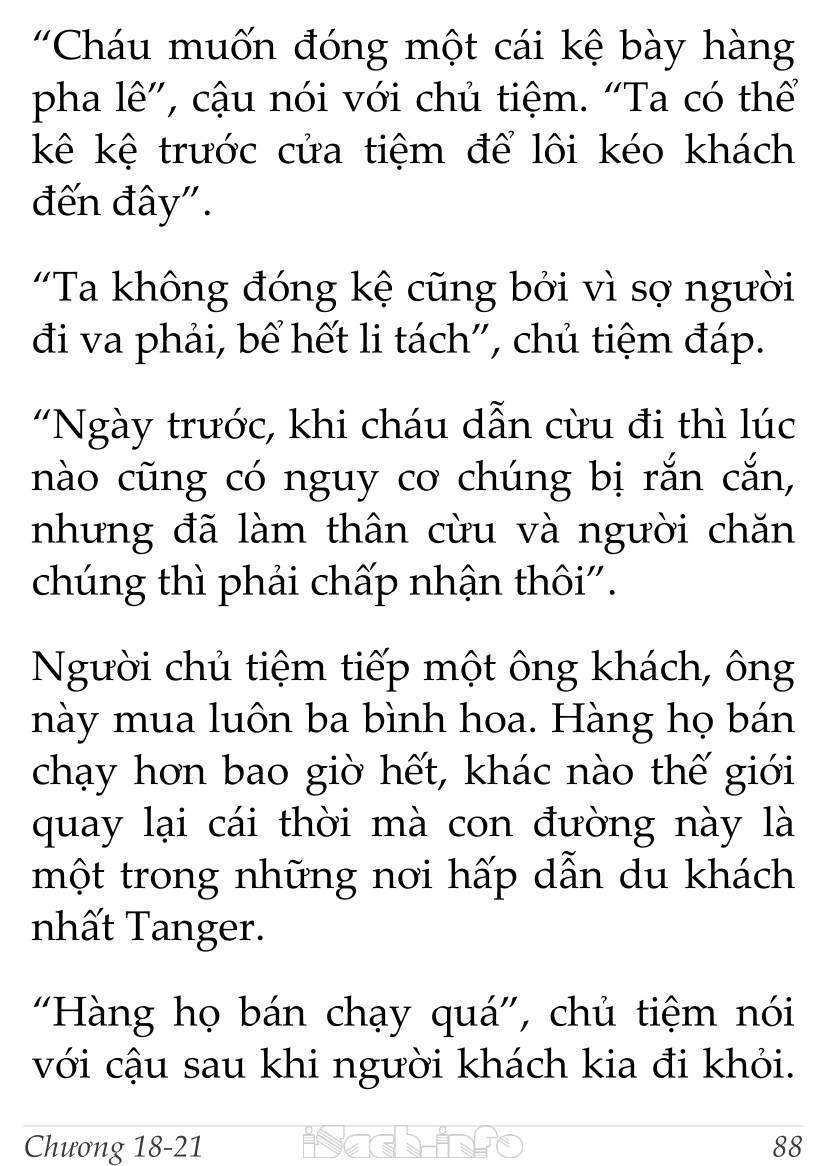 “Cháu muốn đóng một cái kệ bày hàng
pha lê”, cậu nói với chủ tiệm. “Ta có thể
kê kệ trước cửa tiệm để lôi kéo khách
đến đây”.
“Ta không đóng kệ cũng bởi vì sợ người
đi va phải, bể hết li tách”, chủ tiệm đáp.
“Ngày trước, khi cháu dẫn cừu đi thì lúc
nào cũng có nguy cơ chúng bị rắn cắn,
nhưng đã làm thân cừu và người chăn
chúng thì phải chấp nhận thôi”.
Người chủ tiệm tiếp một ông khách, ông
này mua luôn ba bình hoa. Hàng họ bán
chạy hơn bao giờ hết, khác nào thế giới
quay lại cái thời mà con đường này là
một trong những nơi hấp dẫn du khách
nhất Tanger.
“Hàng họ bán chạy quá”, chủ tiệm nói
với cậu sau khi người khách kia đi khỏi.
Chương 18-21 iSach.info 88